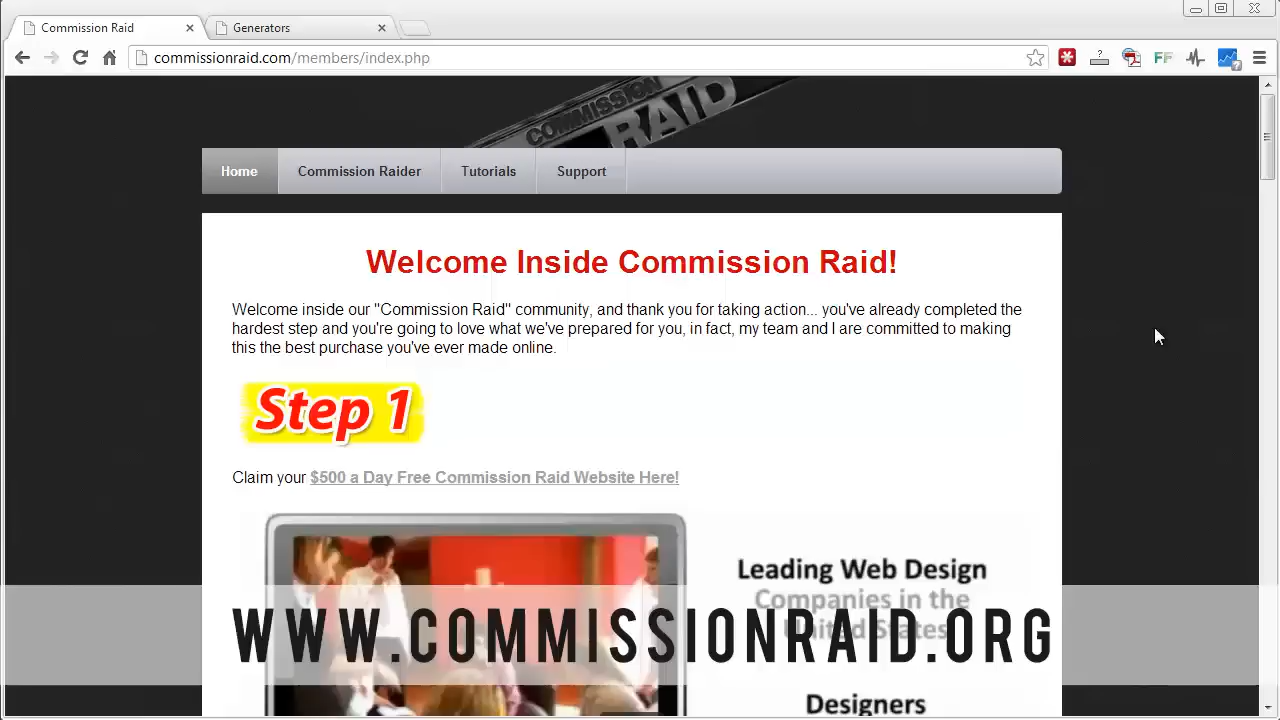 Commission Raid
Generators
commissionraid.com/members/index.php
FF
COMMISSION
RAID
Home
Commission Raider
Tutorials
Support
Welcome Inside Commission Raid!
Welcome inside our "Commission Raid" community, and thank you for taking action... you've already completed the
hardest step and you're going to love what we've prepared for you, in fact, my team and I are committed to making
this the best purchase you've ever made online.
Step 1
Claim your $500 a Day Free Commission Raid Website Here!
Leading Web Design
Companies in the
United States
WWW.COMMISSIONRAID.ORG
Designers